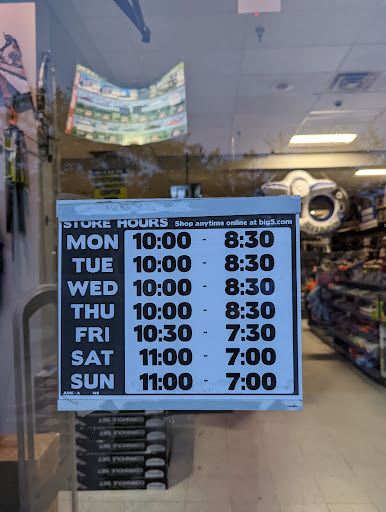 STORE HOURS Shop anytime online at big5.com
MON 10:00 - 8:30
TUE 10:00 - 8:30
WED 10:00 - 8:30
THU 10:00 - 8:30
FRI 10:30 - 7:30
SAT 11:00 - 7:00
SUN 11:00 - 7:00